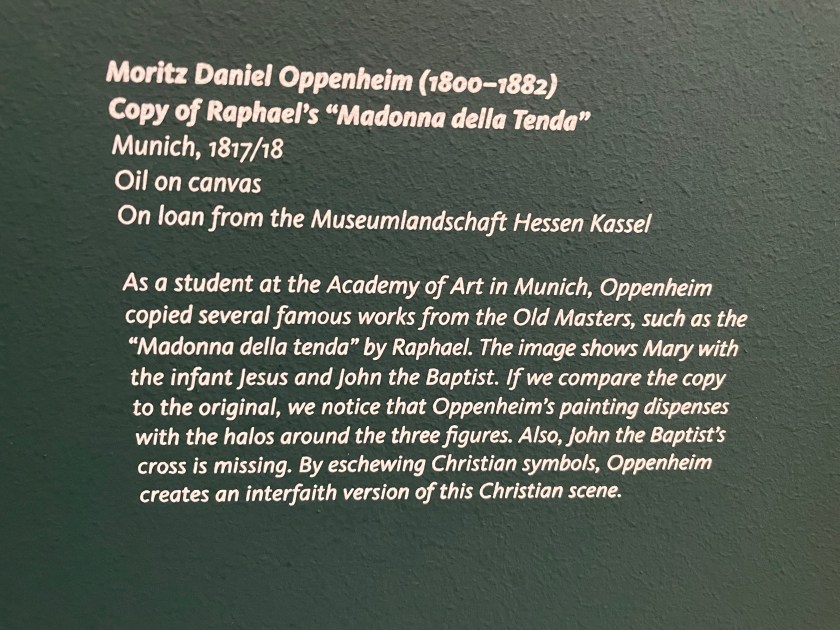 Moritz Daniel Oppenheim (1800–1882)
Copy of Raphael's “Madonna della Tenda”
Munich, 1817/18
Oil on canvas
On loan from the Museumlandschaft Hessen Kassel
As a student at the Academy of Art in Munich, Oppenheim
copied several famous works from the Old Masters, such as the
“Madonna della tenda” by Raphael. The image shows Mary with
the infant Jesus and John the Baptist. If we compare the copy
to the original, we notice that Oppenheim's painting dispenses
with the halos around the three figures. Also, John the Baptist's
cross is missing. By eschewing Christian symbols, Oppenheim
creates an interfaith version of this Christian scene.